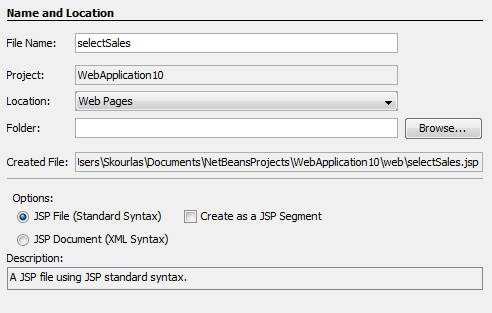 Name and Location
File Name: selectSales
Project: WebApplication10
Location: Web Pages
Folder: Browse...
Created File: Users\Skourlas\Documents\NetBeansProjects\WebApplication10\web\selectSales.jsp
Options:
JSP File (Standard Syntax) Create as a JSP Segment
JSP Document (XML Syntax)
Description:
A JSP file using JSP standard syntax.